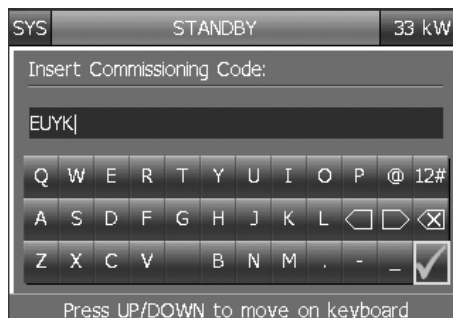 SYS STANDBY 33 kW
Insert Commissioning Code:
EUYK
Q W E R T Y U I O P @ 12#
A S D F G H J K L
Z X C V B N M . - _
Press UP/DOWN to move on keyboard